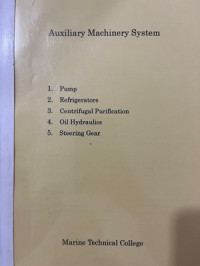 Auxiliary Machinery System
1. Pump
2. Refrigerators
3. Centrifugal Purification
4. Oil Hydraulics
5. Steering Gear
Marine Technical College